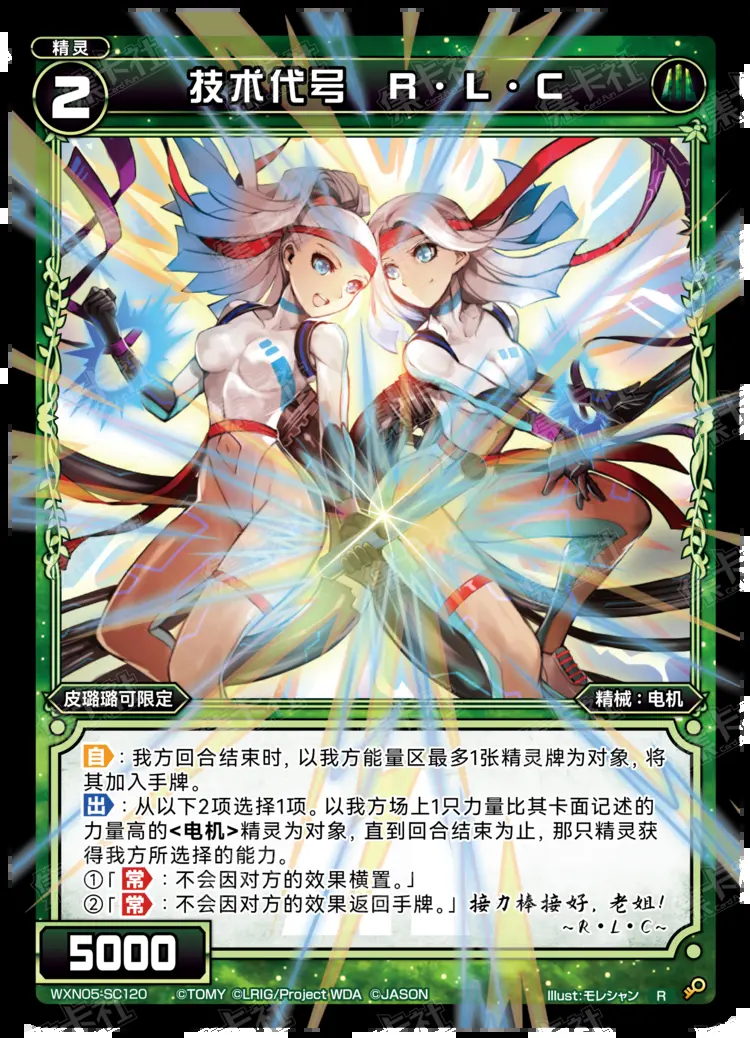 精灵
2
技术代号 R·L·C
皮璐璐可限定
精械:电机
自:我方回合结束时,以我方能量区最多1张精灵牌为对象,将
其加入手牌。
出:从以下2项选择1项。以我方场上1只力量比其卡面记述的
力量高的<电机>精灵为对象,直到回合结束为止,那只精灵获
得我方所选择的能力。
①「常:不会因对方的效果横置。」
②「常:不会因对方的效果返回手牌。」接力棒接好,老姐!
~R·L·C~
5000
WXN05-SC120 ©TOMY ©LRIG/Project WDA ©JASON Illust:モレシャン R